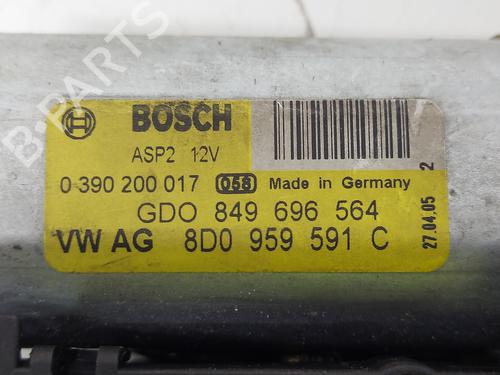 BOSCH
ASP2 12V
0 390 200 017 058 Made in Germany
GDO 849 696 564
VW AG 8D0 959 591 C
27.04.05 2
B-PARTS